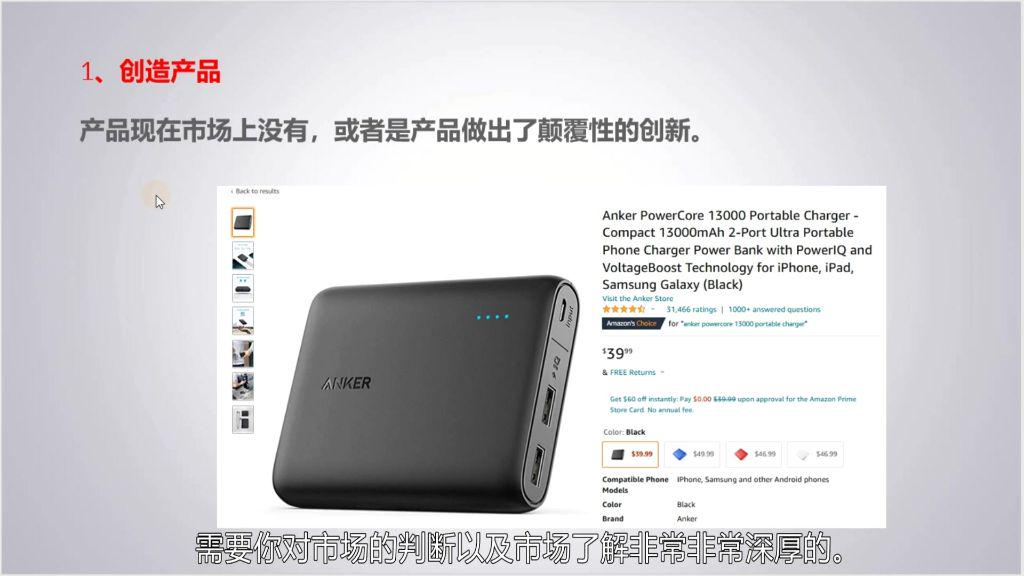 1、创造产品
产品现在市场上没有，或者是产品做出了颠覆性的创新。
‹ Back to results
Anker PowerCore 13000 Portable Charger -
Compact 13000mAh 2-Port Ultra Portable
Phone Charger Power Bank with PowerIQ and
VoltageBoost Technology for iPhone, iPad,
Samsung Galaxy (Black)
Visit the Anker Store
31,466 ratings | 1000+ answered questions
Amazon's Choice for "anker powercore 13000 portable charger"
$39.99
& FREE Returns
Get $60 off instantly: Pay $0.00 $39.99 upon approval for the Amazon Prime
Store Card. No annual fee.
Color: Black
$39.99 $49.99 $46.99 $46.99
Compatible Phone Models iPhone, Samsung and other Android phones
Color Black
Brand Anker
ANKER
Input
需要你对市场的判断以及市场了解非常非常深厚的。